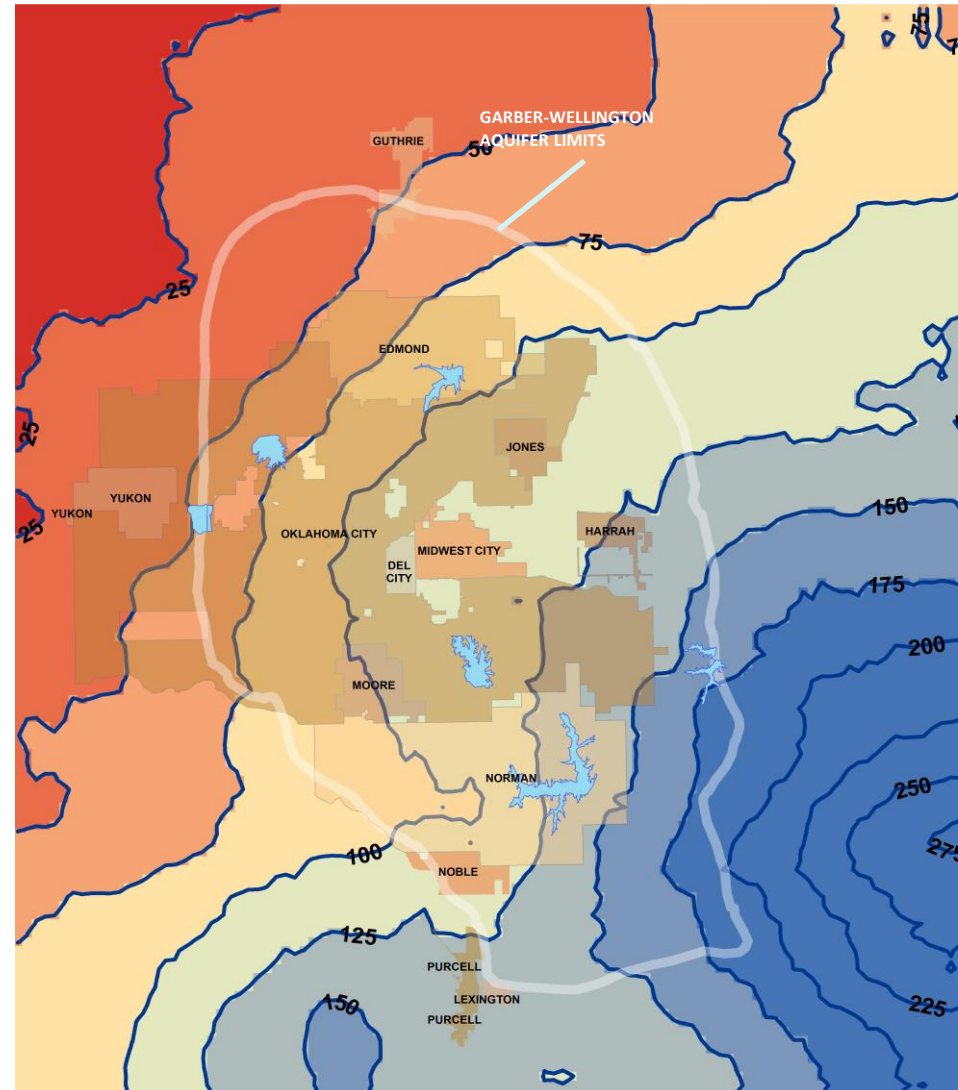 75
GARBER-WELLINGTON
AQUIFER LIMITS
GUTHRIE
50
75
25
EDMOND
25
JONES
YUKON
YUKON
150
25
OKLAHOMA CITY
HARRAH
MIDWEST CITY
DEL
CITY
175
200
MOORE
NORMAN
250
275
100
NOBLE
125
PURCELL
LEXINGTON
150
225
PURCELL